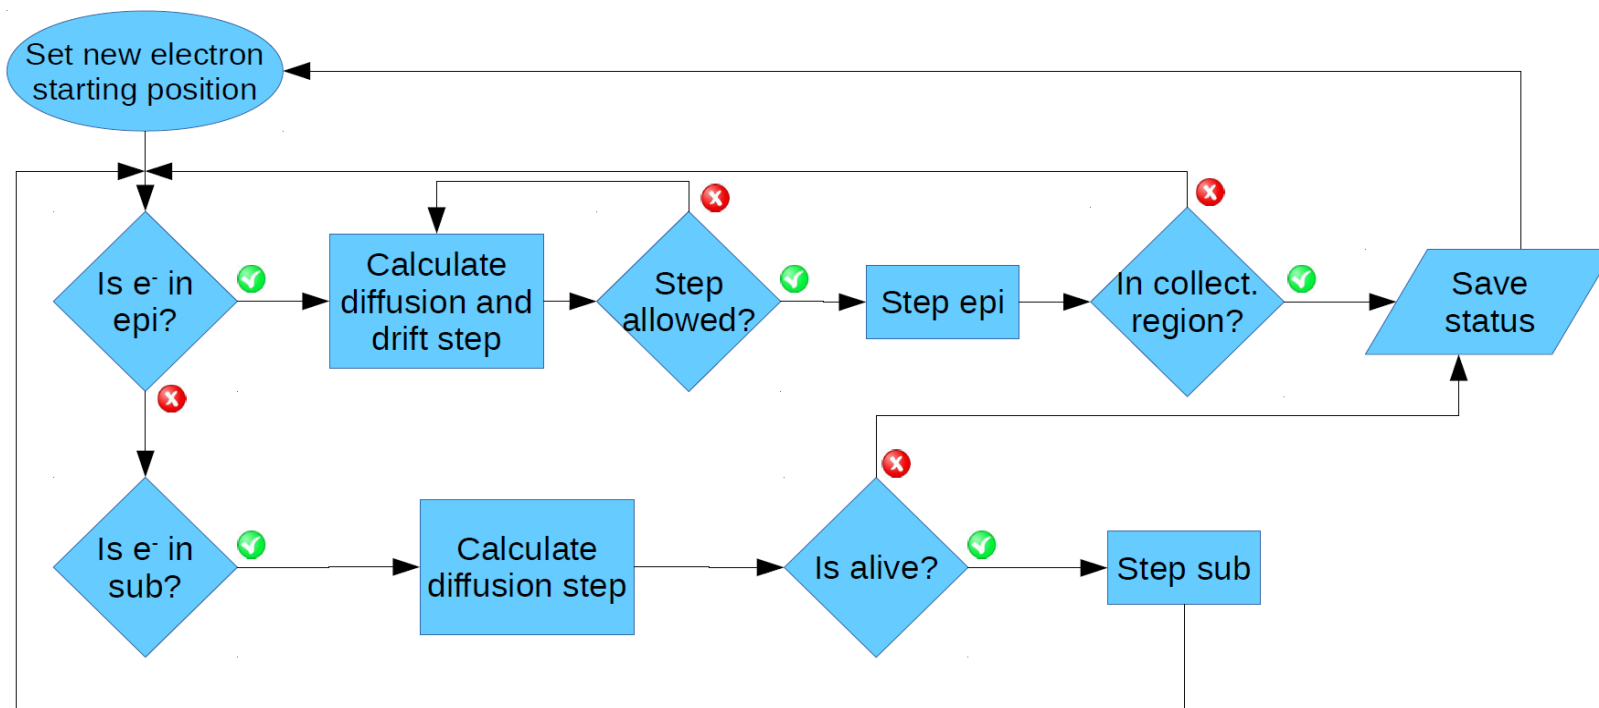 Set new electron
starting position
Is e⁻ in
epi?
Calculate
diffusion and
drift step
Step
allowed?
Step epi
In collect.
region?
Save
status
Is e⁻ in
sub?
Calculate
diffusion step
Is alive?
Step sub